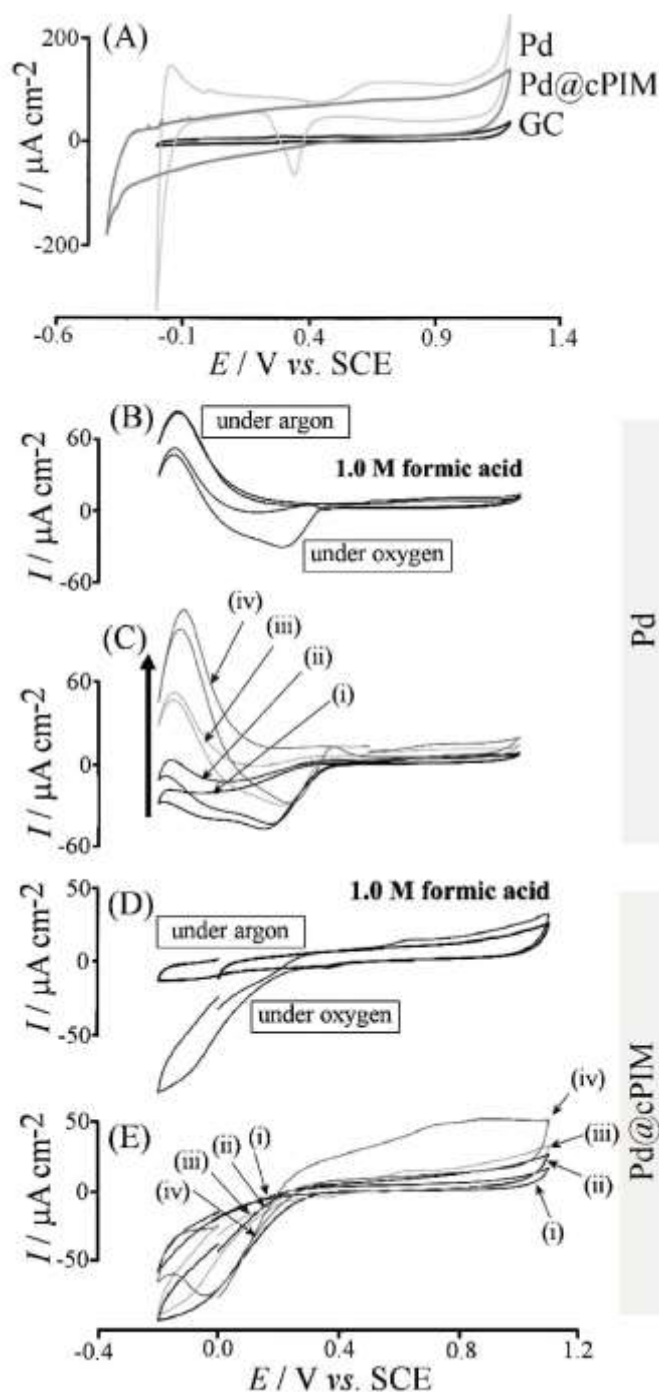 (A)
200
0
-200
I / µA cm-2
Pd
Pd@cPIM
GC
-0.6 -0.1 0.4 0.9 1.4
E / V vs. SCE
(B)
under argon
1.0 M formic acid
60
0
-60
I / µA cm-2
under oxygen
(C)
(iv)
(iii)
(ii)
(i)
60
0
-60
I / µA cm-2
Pd
(D)
1.0 M formic acid
under argon
50
0
-50
I / µA cm-2
under oxygen
(E)
(i)
(ii)
(iii)
(iv)
(iv)
(iii)
(ii)
(i)
50
0
-50
I / µA cm-2
Pd@cPIM
-0.4 0.0 0.4 0.8 1.2
E / V vs. SCE